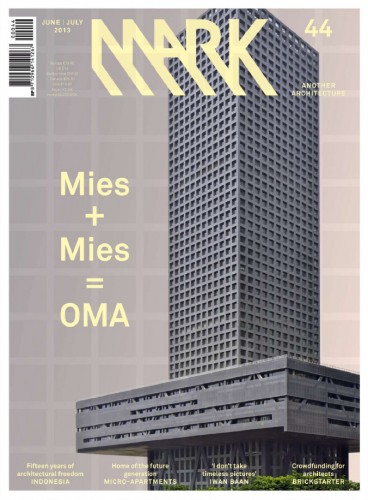 JUNE | JULY
2013
MARK
44
ANOTHER
ARCHITECTURE
Mies
+
Mies
=
OMA
Fifteen years of
architectural freedom
INDONESIA
Home of the future
generation
MICRO-APARTMENTS
'I don't take
timeless pictures'
IWAN BAAN
Crowdfunding for
architects
BRICKSTARTER